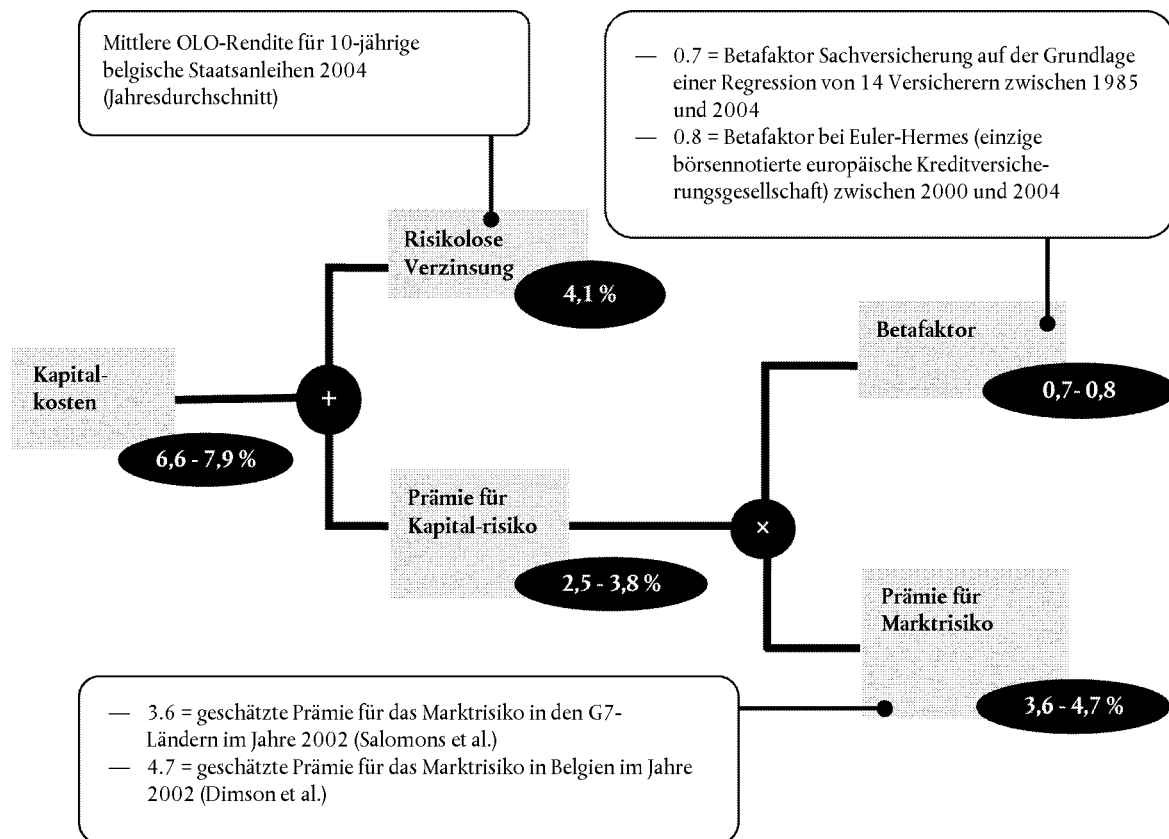 Mittlere OLO-Rendite für 10-jährige
belgische Staatsanleihen 2004
(Jahresdurchschnitt)
— 0.7 = Betafaktor Sachversicherung auf der Grundlage
einer Regression von 14 Versicherern zwischen 1985
und 2004
— 0.8 = Betafaktor bei Euler-Hermes (einzige
börsennotierte europäische Kreditversiche-
rungsgesellschaft) zwischen 2000 und 2004
Risikolose
Verzinsung
4,1 %
Betafaktor
0,7- 0,8
Kapital-
kosten
+
6,6 - 7,9 %
Prämie für
Kapital-risiko
×
2,5 - 3,8 %
Prämie für
Marktrisiko
3,6 - 4,7 %
— 3.6 = geschätzte Prämie für das Marktrisiko in den G7-
Ländern im Jahre 2002 (Salomons et al.)
— 4.7 = geschätzte Prämie für das Marktrisiko in Belgien im Jahre
2002 (Dimson et al.)